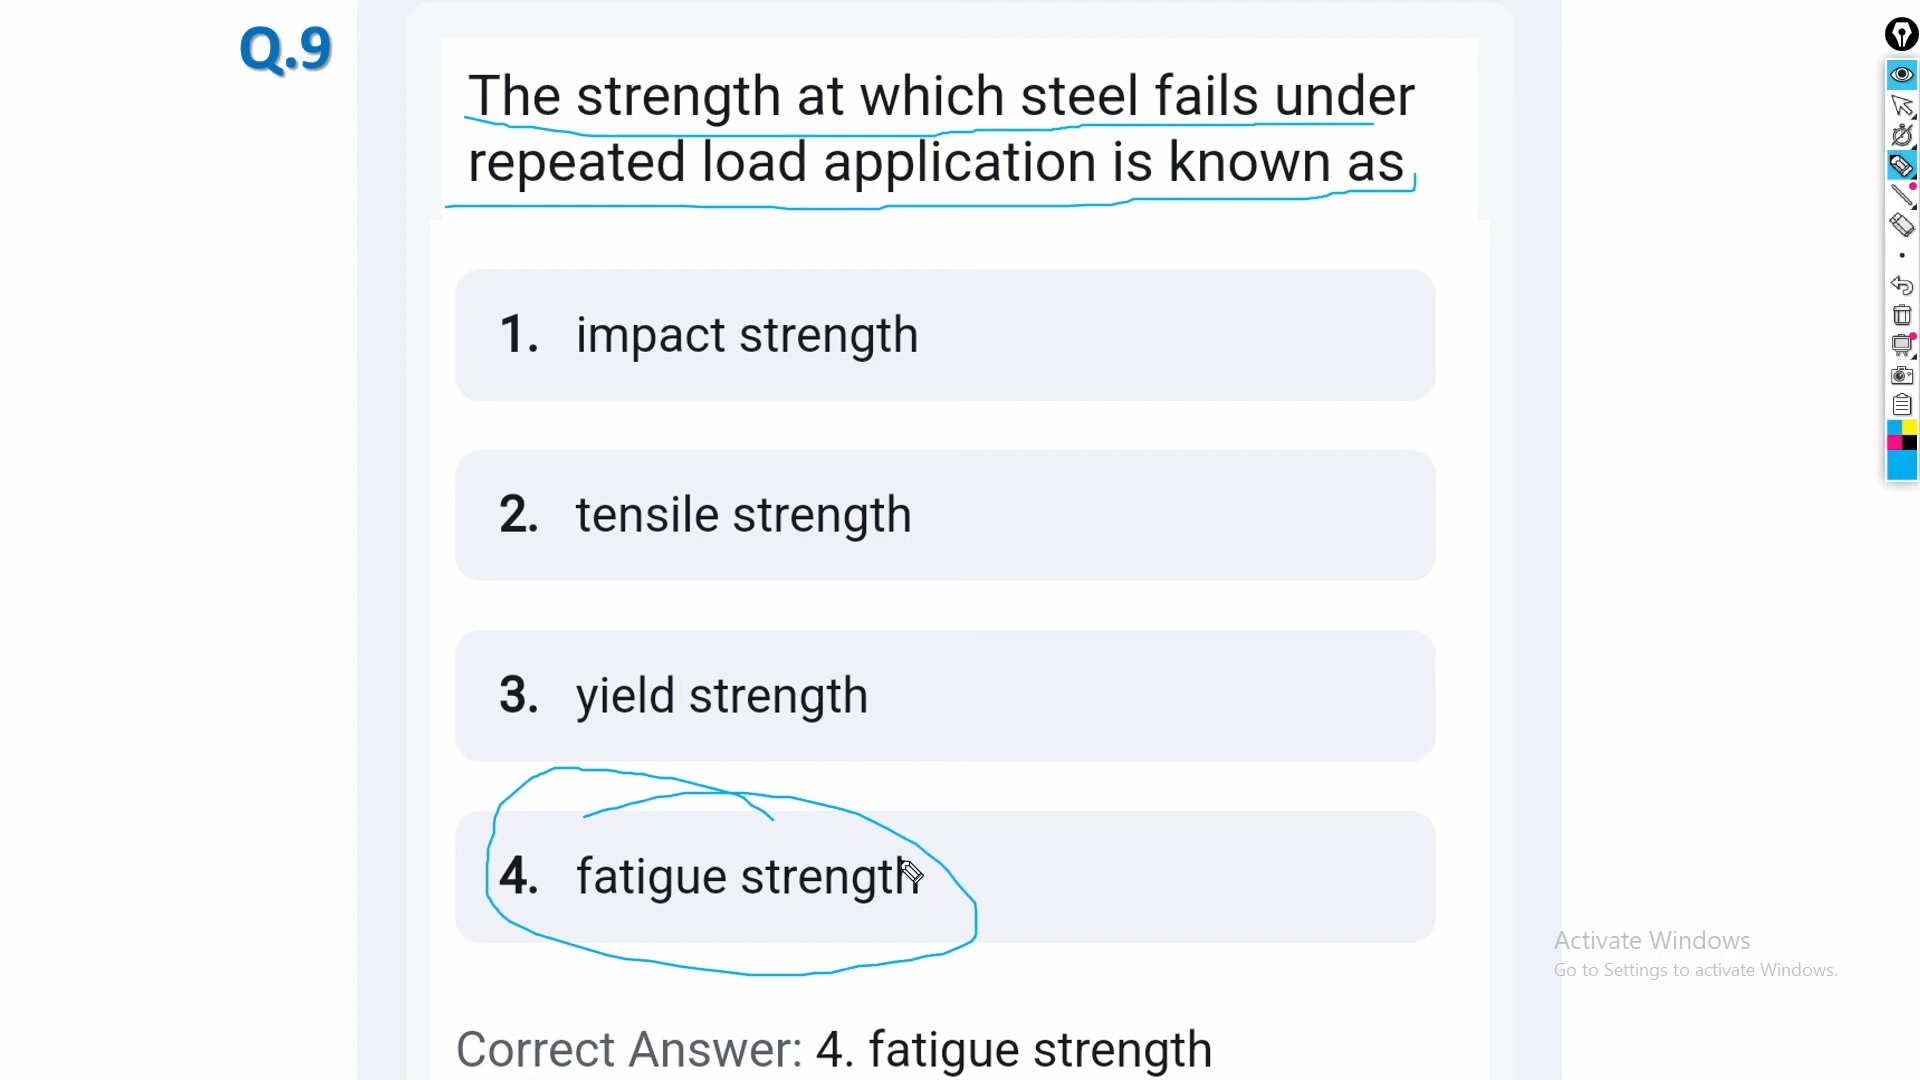 Q.9
The strength at which steel fails under
repeated load application is known as
1. impact strength
2. tensile strength
3. yield strength
4. fatigue strength
Activate Windows
Go to Settings to activate Windows.
Correct Answer: 4. fatigue strength